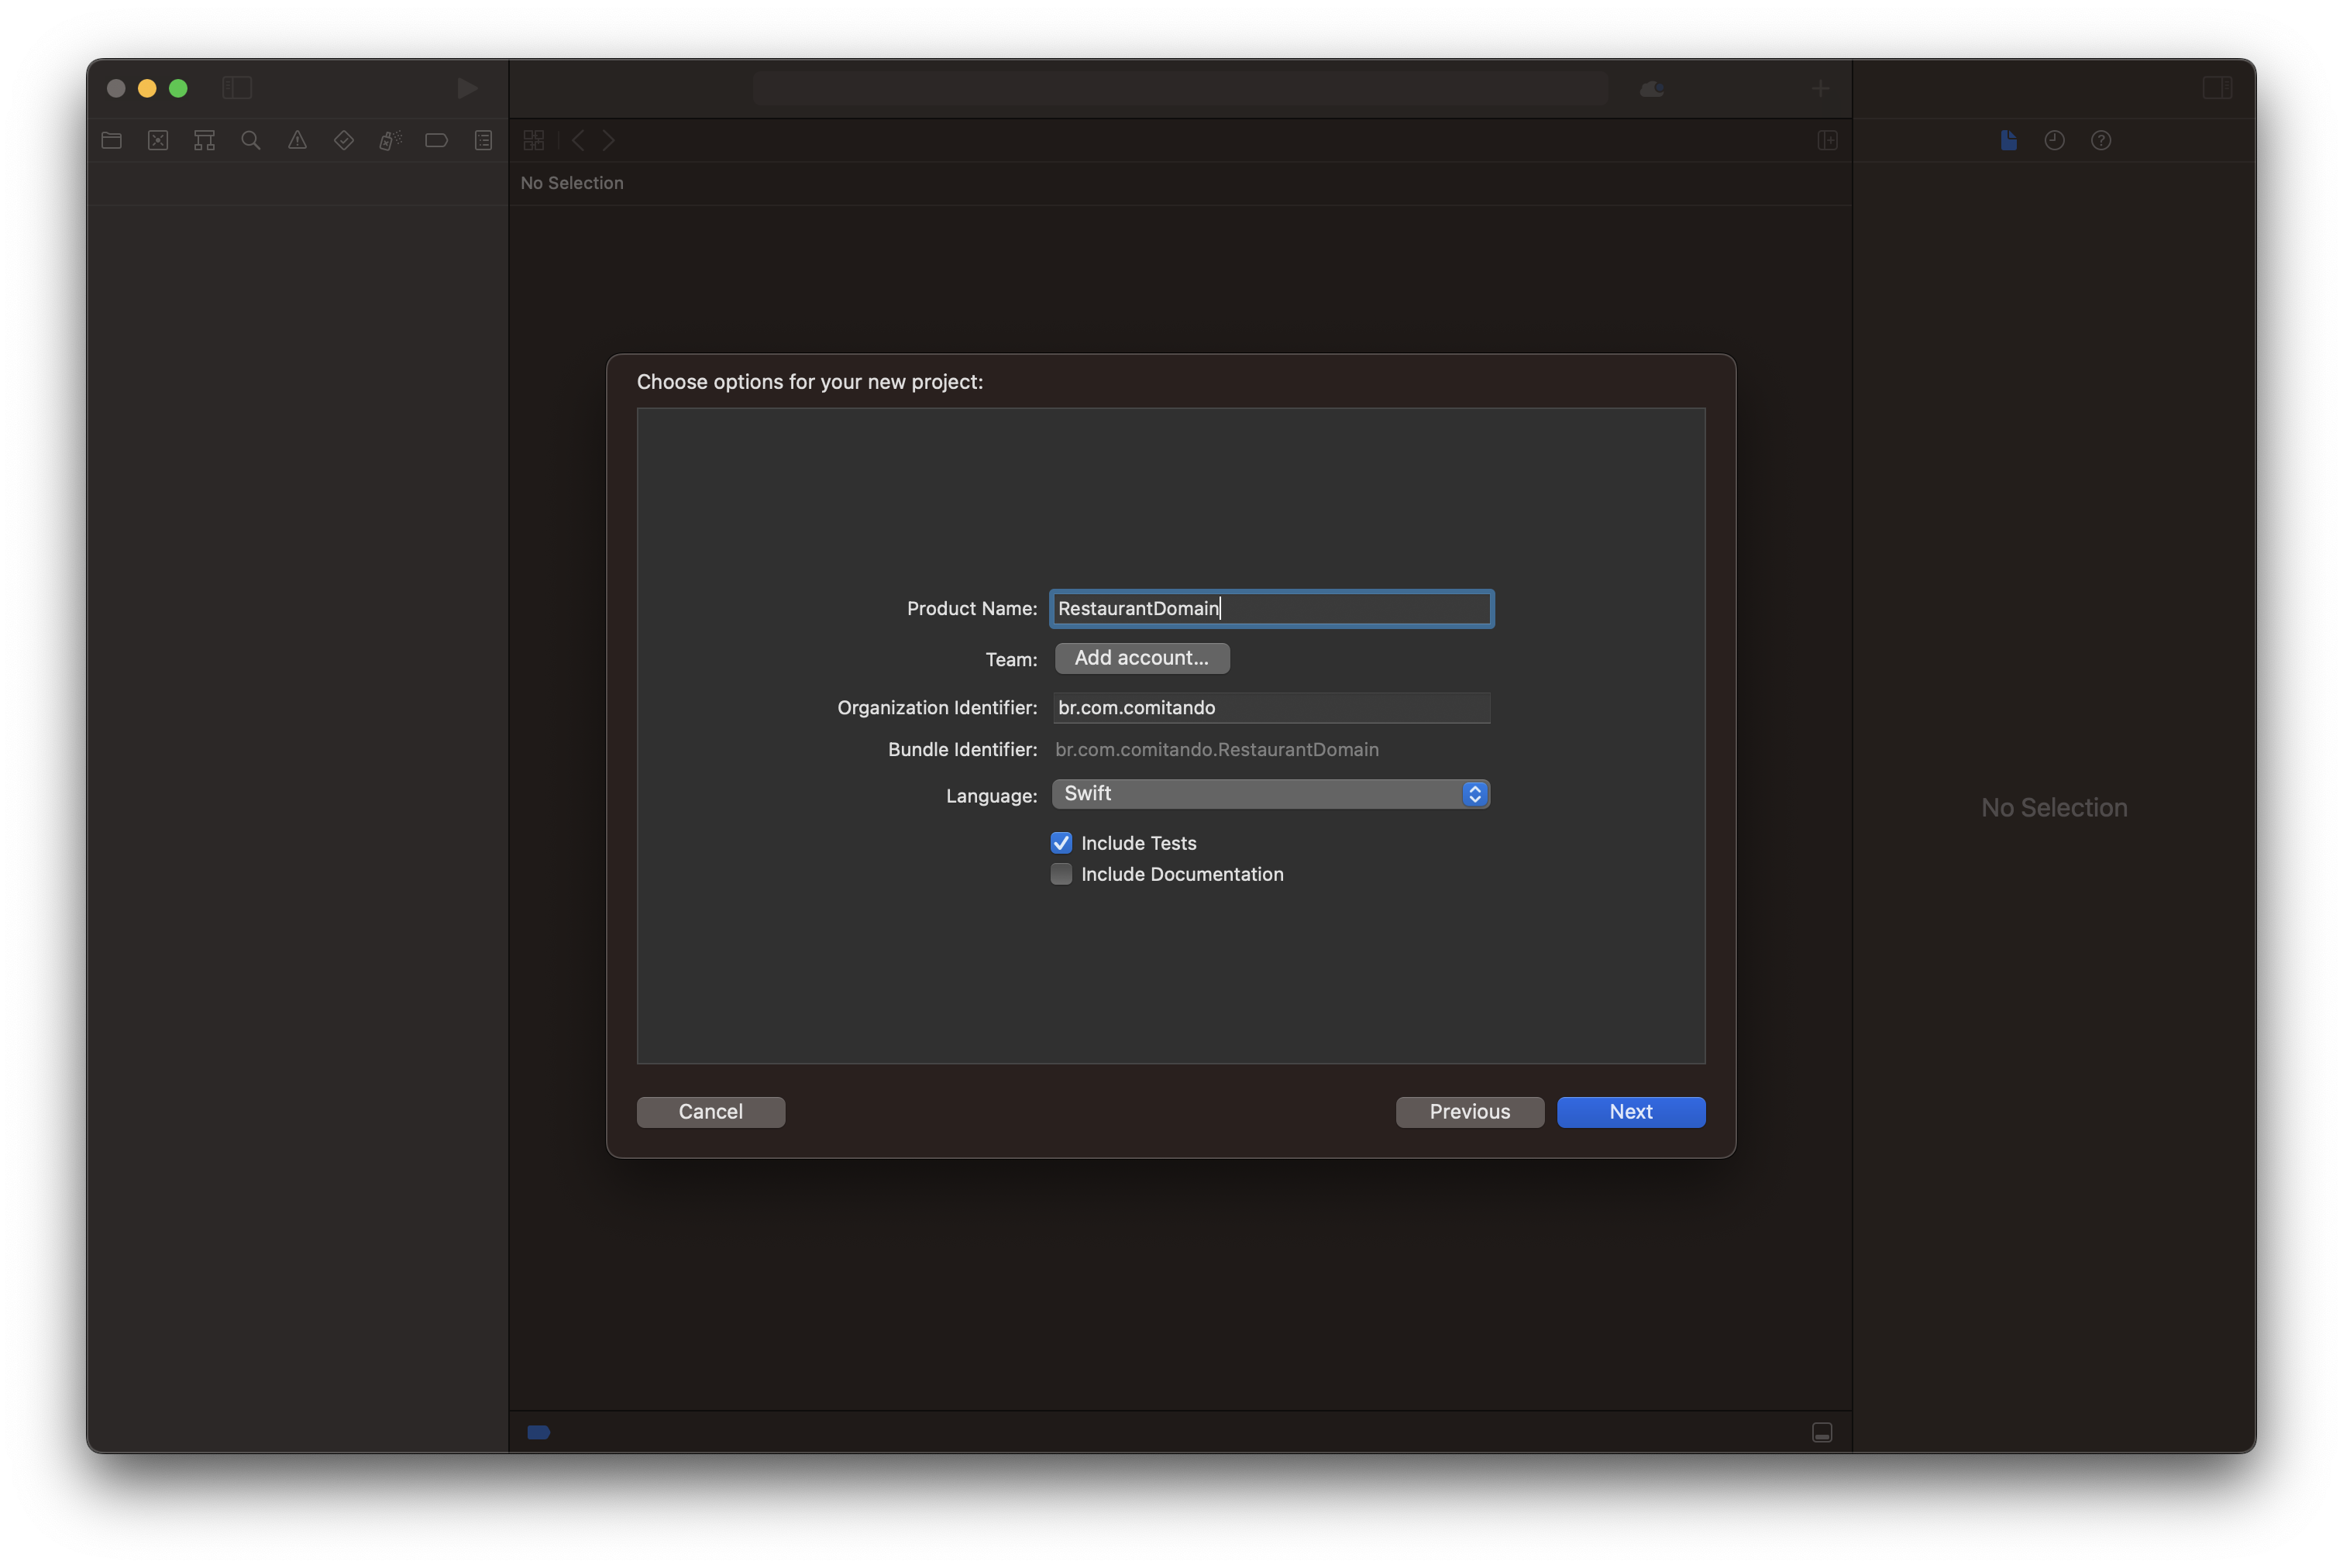 No Selection
Choose options for your new project:
Product Name: RestaurantDomain
Team: Add account...
Organization Identifier: br.com.comitando
Bundle Identifier: br.com.comitando.RestaurantDomain
Language: Swift
Include Tests
Include Documentation
Cancel Previous Next
No Selection